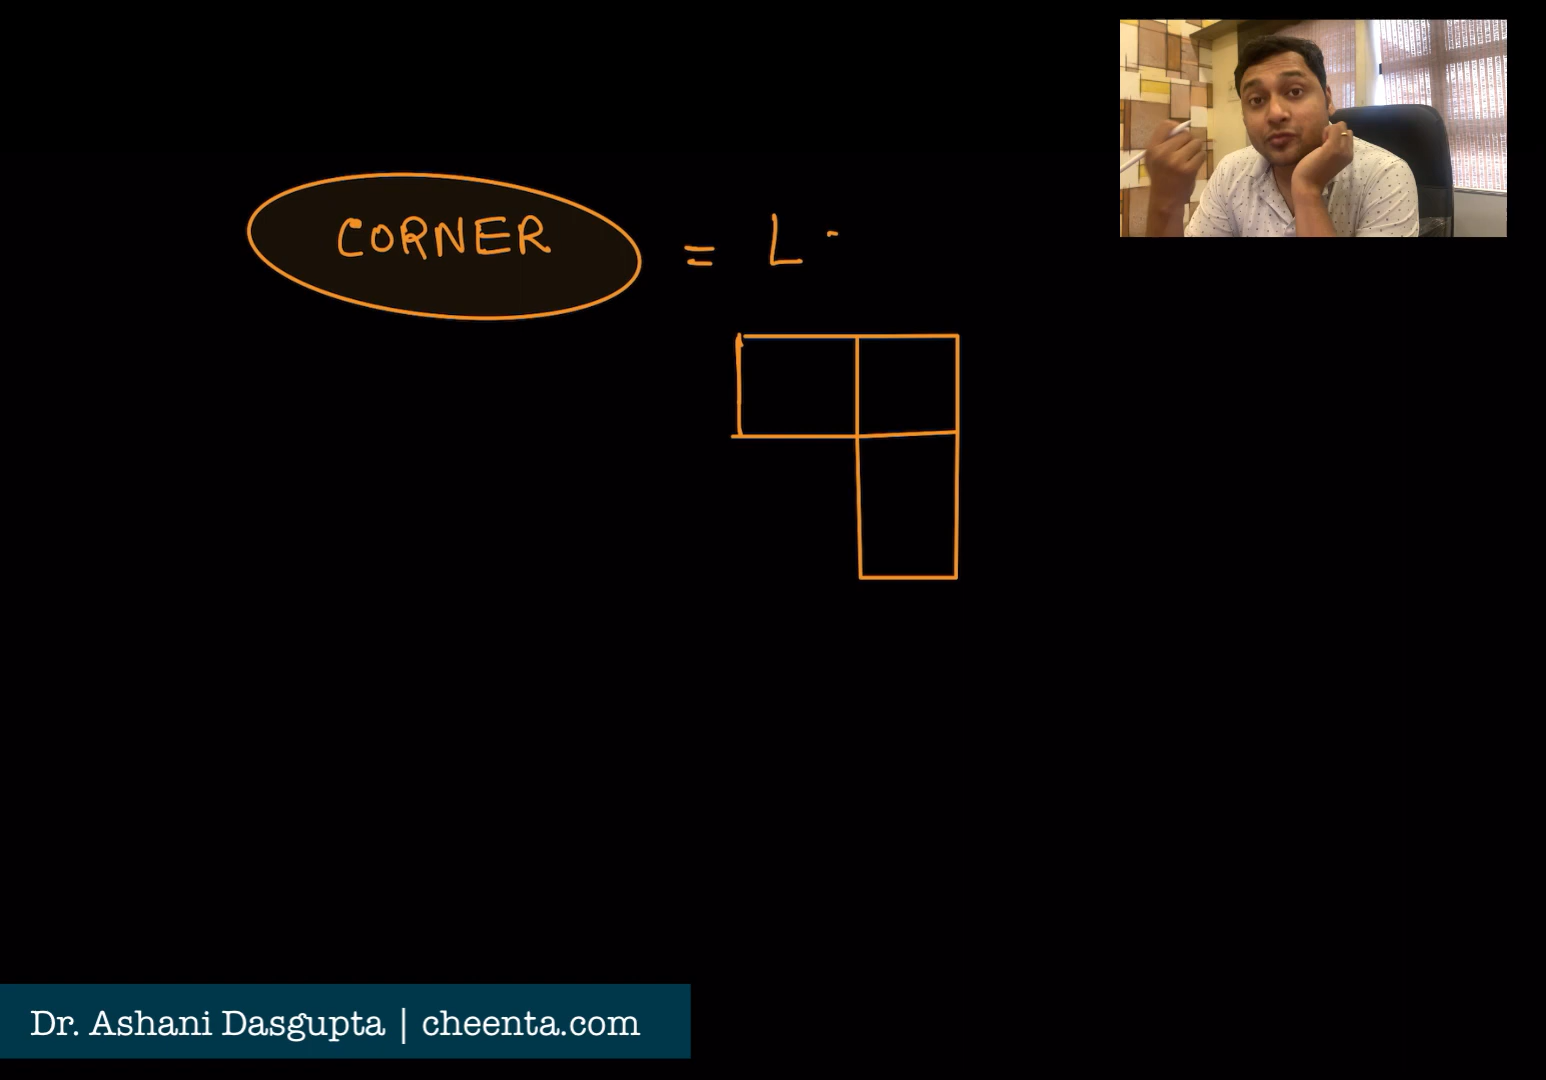 CORNER = L -
Dr. Ashani Dasgupta | cheenta.com